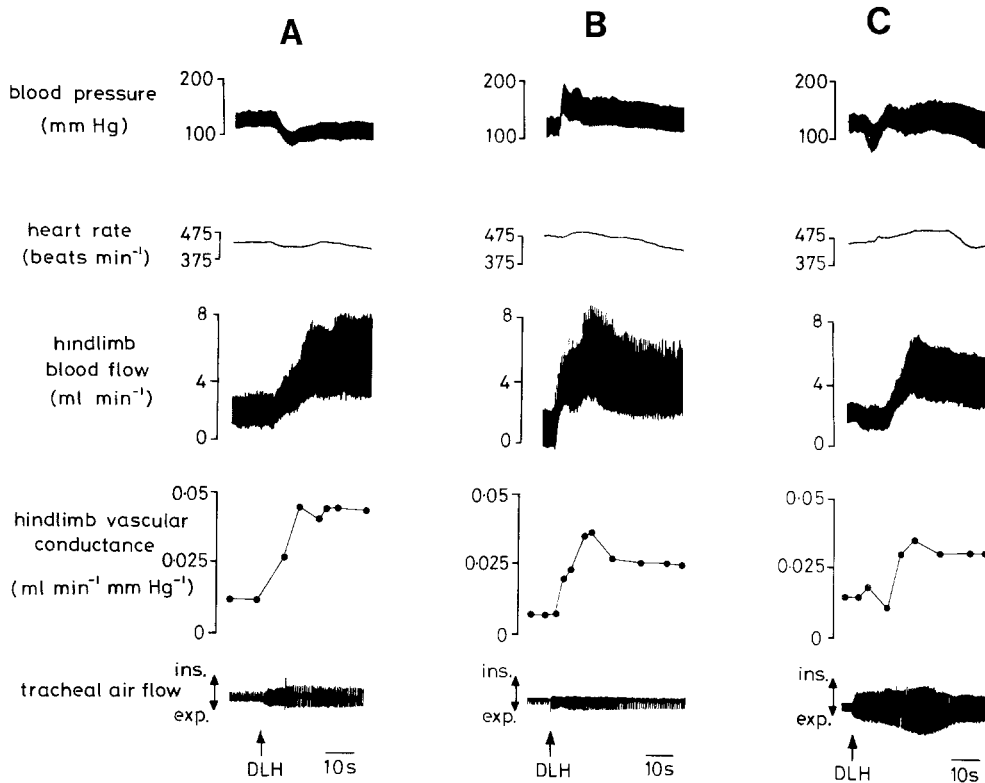 A B C
blood pressure
(mm Hg)
200
100
200
100
200
100
heart rate
(beats min⁻¹)
475
375
475
375
475
375
hindlimb
blood flow
(ml min⁻¹)
8
4
0
8
4
0
8
4
0
hindlimb vascular
conductance
(ml min⁻¹ mm Hg⁻¹)
0·05
0·025
0
0·05
0·025
0
0·05
0·025
0
tracheal air flow
ins.
exp.
ins.
exp.
ins.
exp.
DLH 10s DLH 10s DLH 10s